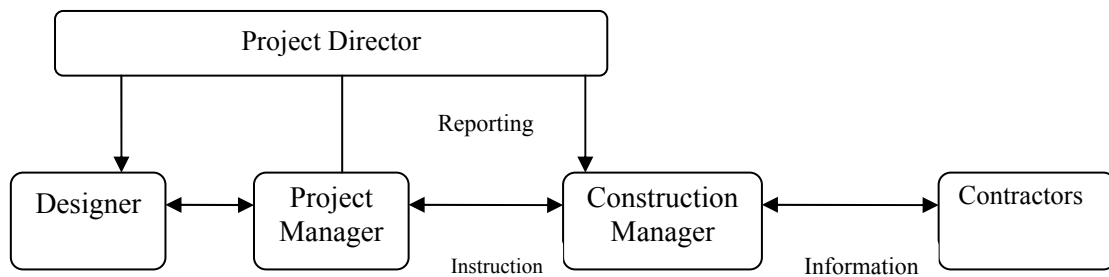 Project Director
Reporting
Designer
Project
Manager
Construction
Manager
Contractors
Instruction
Information